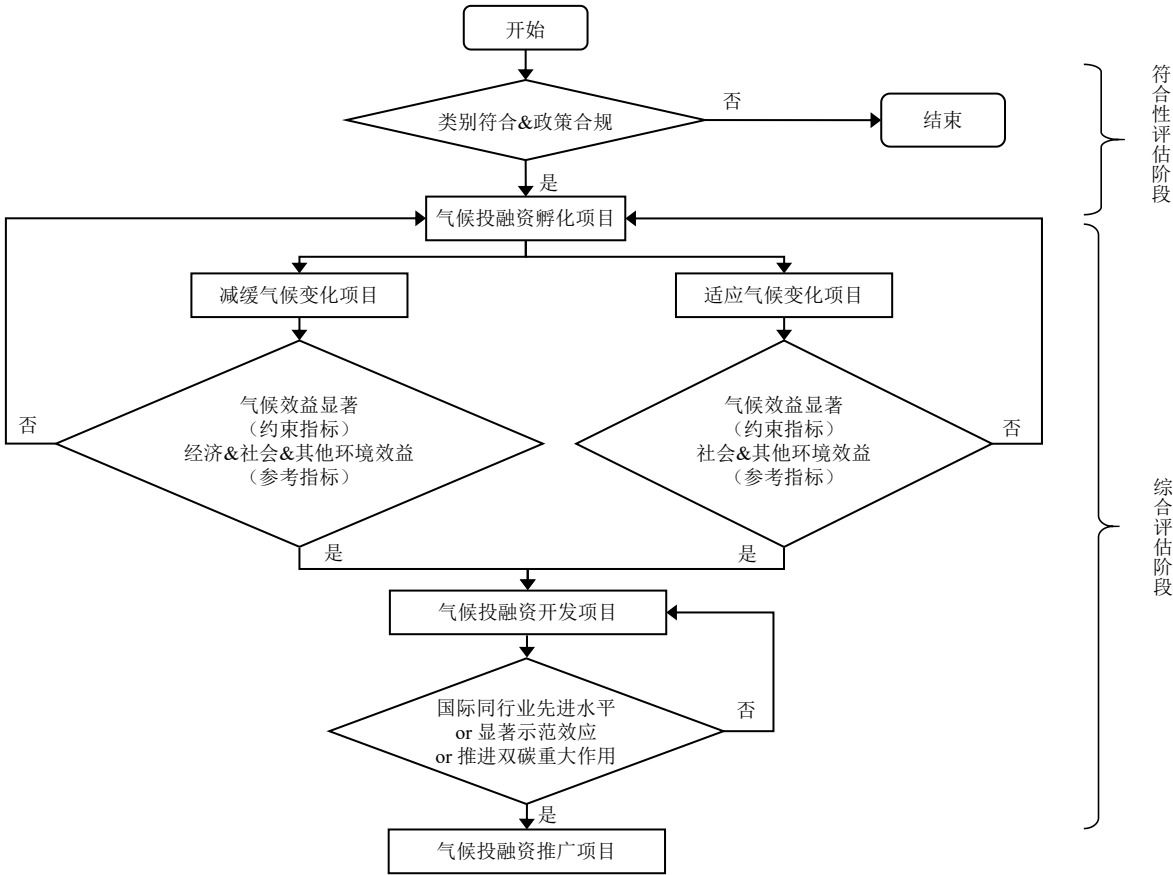 开始
类别符合&政策合规
否
结束
是
气候投融资孵化项目
减缓气候变化项目
适应气候变化项目
气候效益显著
（约束指标）
经济&社会&其他环境效益
（参考指标）
否
是
气候效益显著
（约束指标）
社会&其他环境效益
（参考指标）
否
是
气候投融资开发项目
国际同行业先进水平
or 显著示范效应
or 推进双碳重大作用
否
是
气候投融资推广项目
符合性评估阶段
综合评估阶段